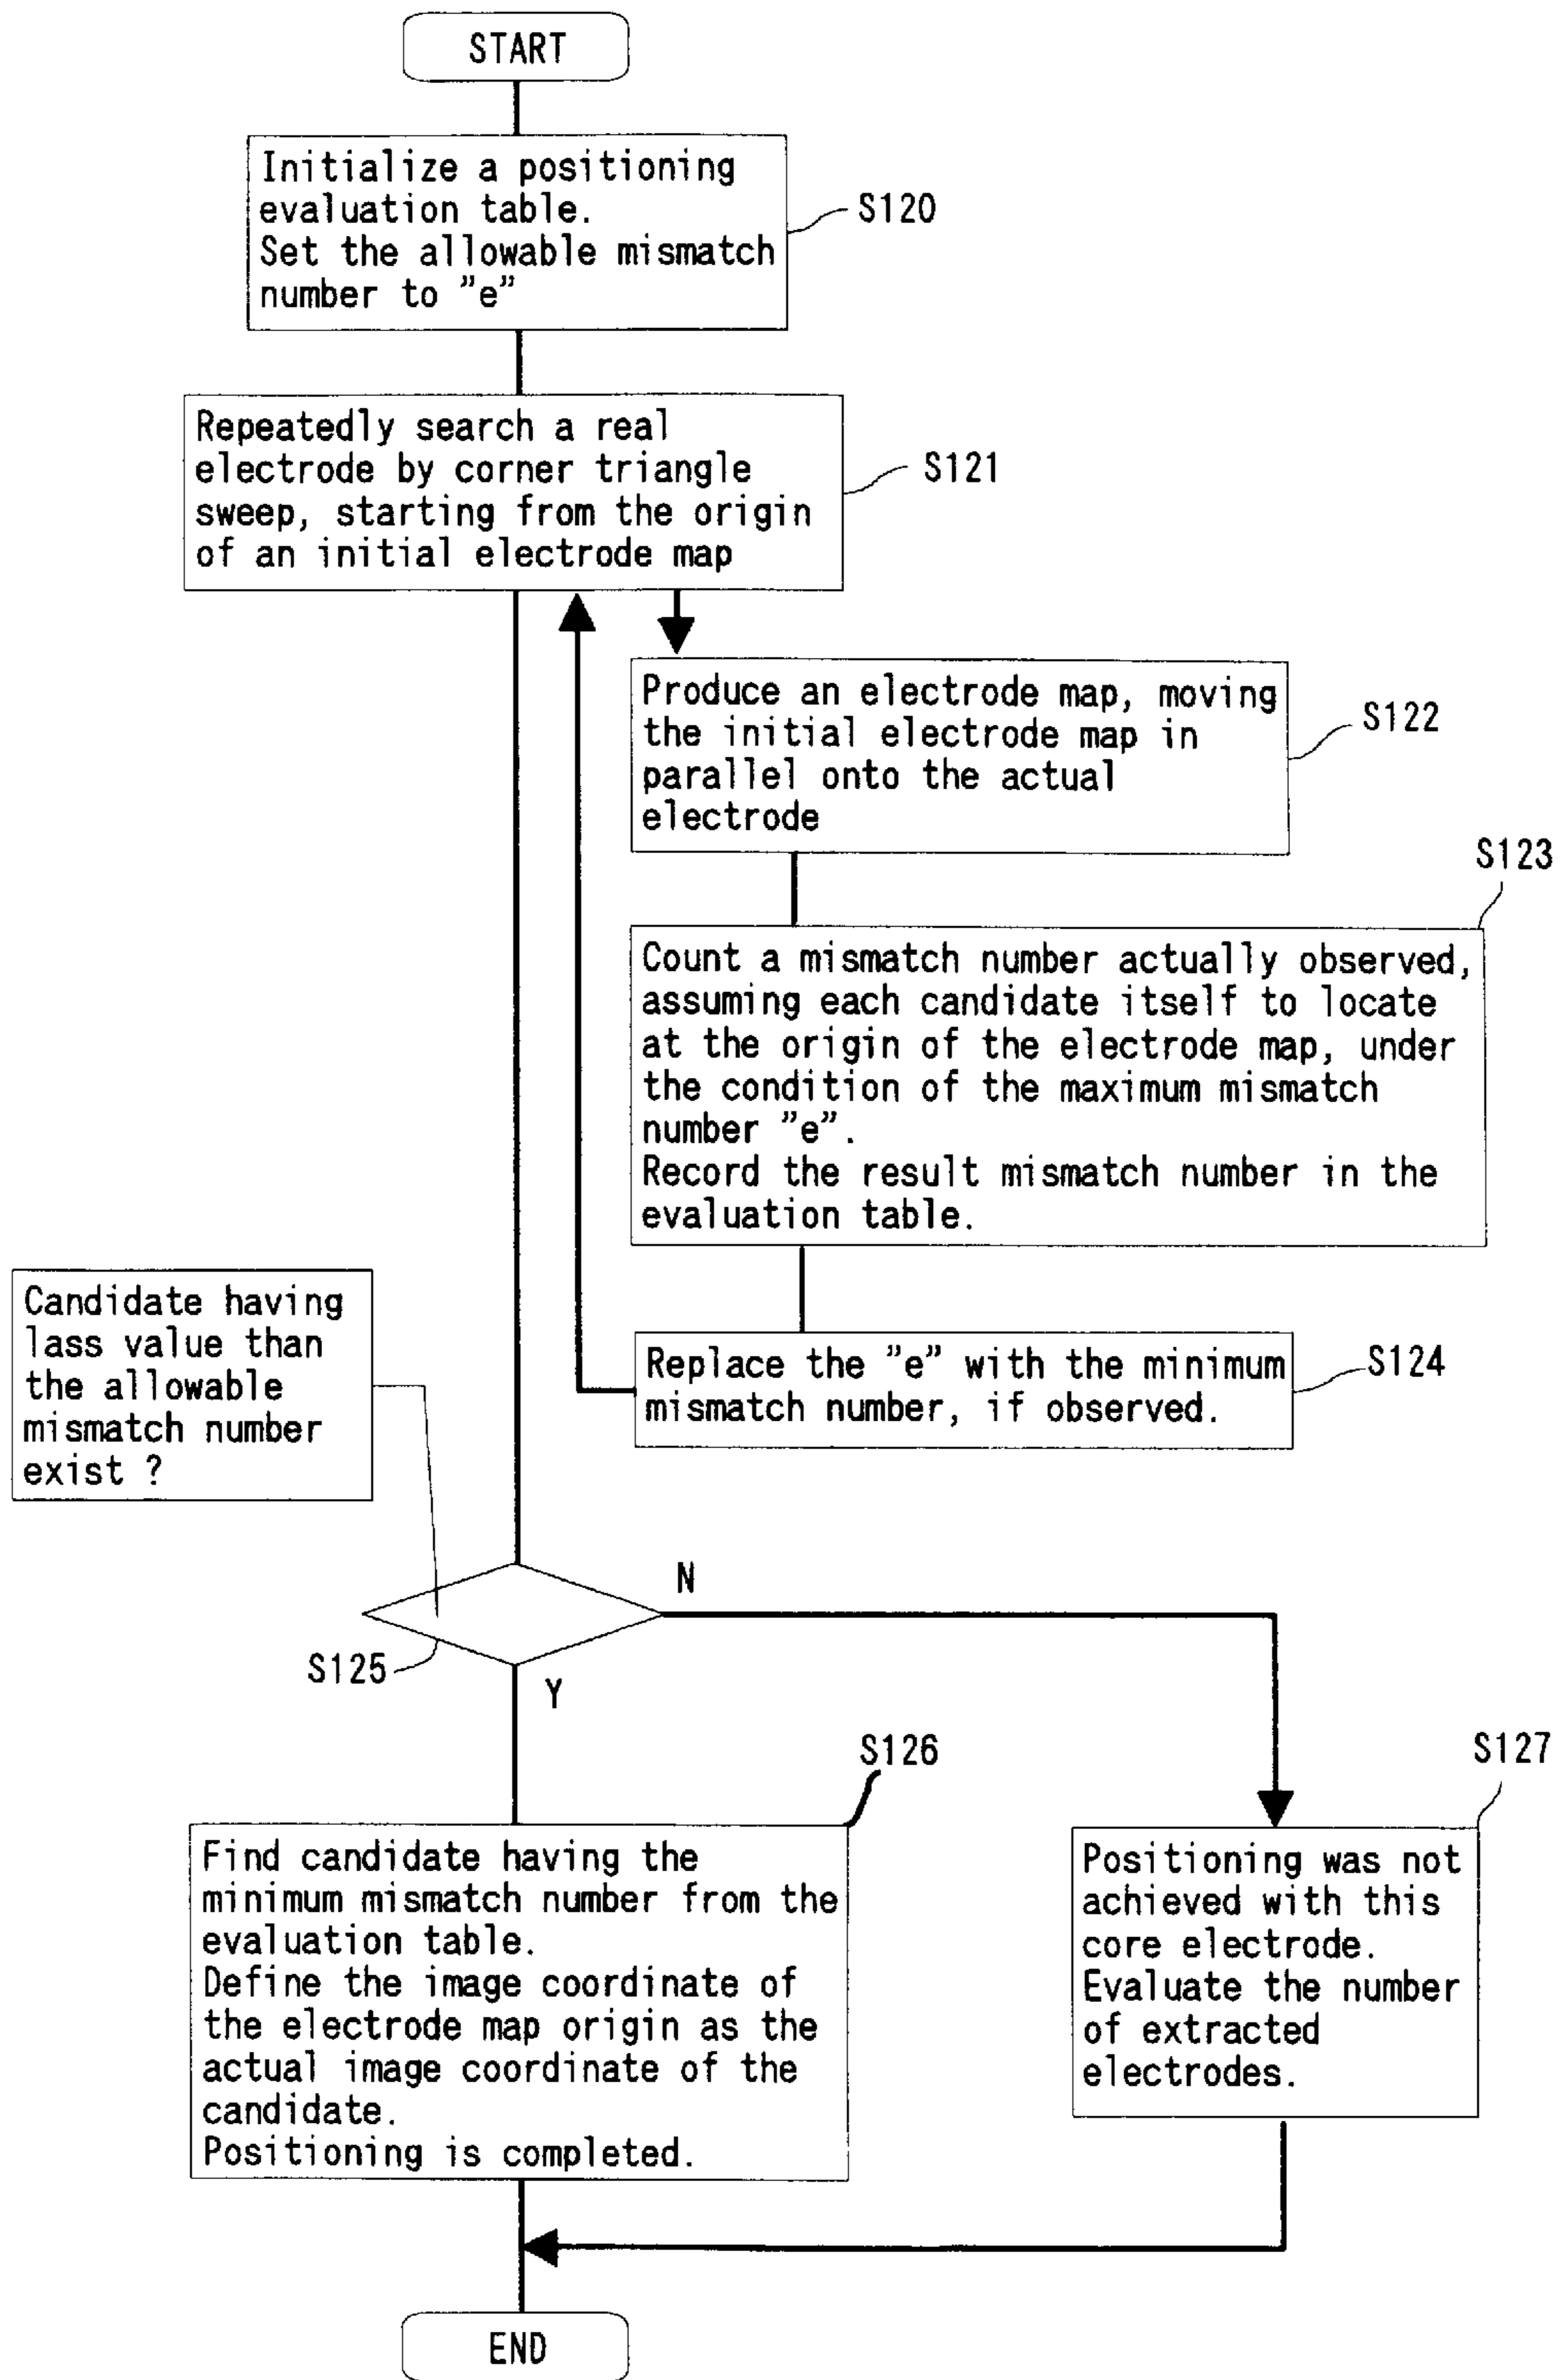 START
Initialize a positioning
evaluation table.
Set the allowable mismatch
number to ”e”
S120
Repeatedly search a real
electrode by corner triangle
sweep, starting from the origin
of an initial electrode map
S121
Produce an electrode map, moving
the initial electrode map in
parallel onto the actual
electrode
S122
S123
Count a mismatch number actually observed,
assuming each candidate itself to locate
at the origin of the electrode map, under
the condition of the maximum mismatch
number ”e”.
Record the result mismatch number in the
evaluation table.
Candidate having
lass value than
the allowable
mismatch number
exist ?
Replace the ”e” with the minimum
mismatch number, if observed.
S124
N
S125
Y
S126
Find candidate having the
minimum mismatch number from the
evaluation table.
Define the image coordinate of
the electrode map origin as the
actual image coordinate of the
candidate.
Positioning is completed.
S127
Positioning was not
achieved with this
core electrode.
Evaluate the number
of extracted
electrodes.
END